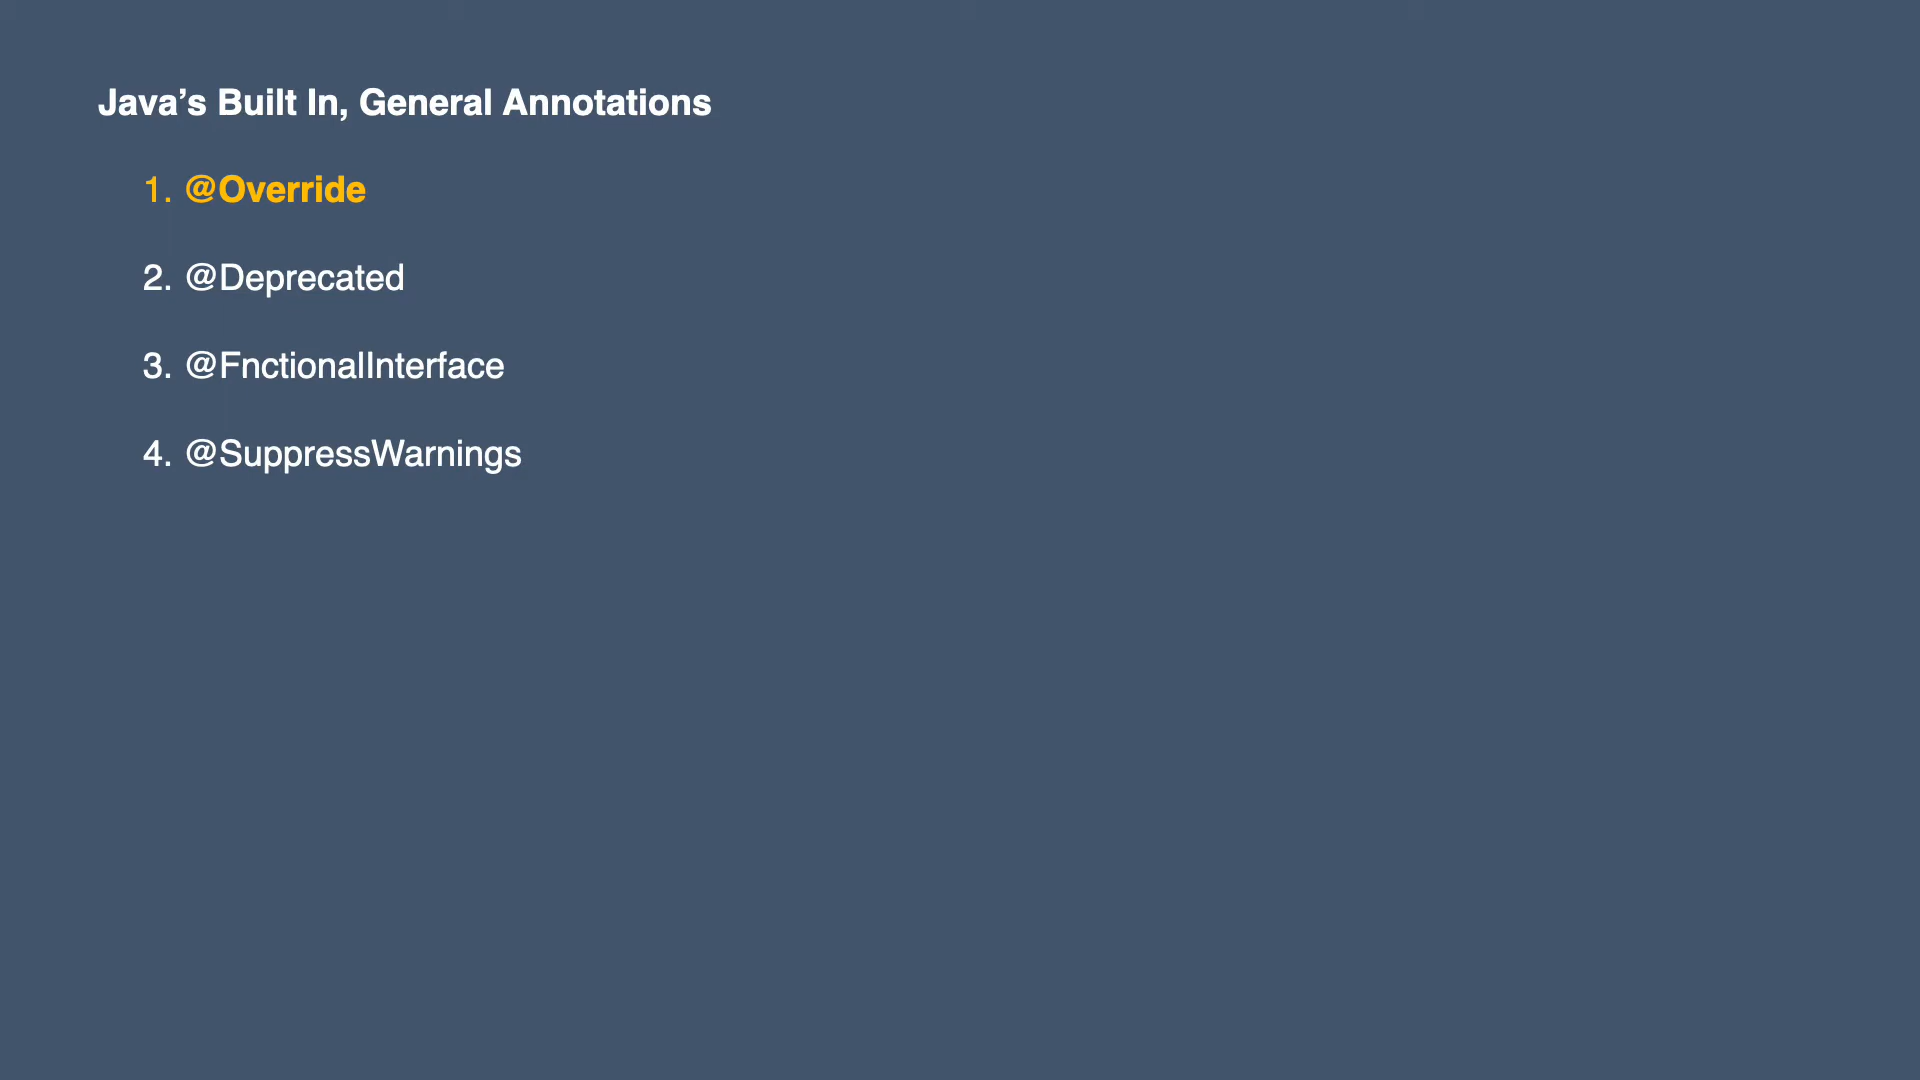 Java’s Built In, General Annotations
1. @Override
2. @Deprecated
3. @FnctionalInterface
4. @SuppressWarnings